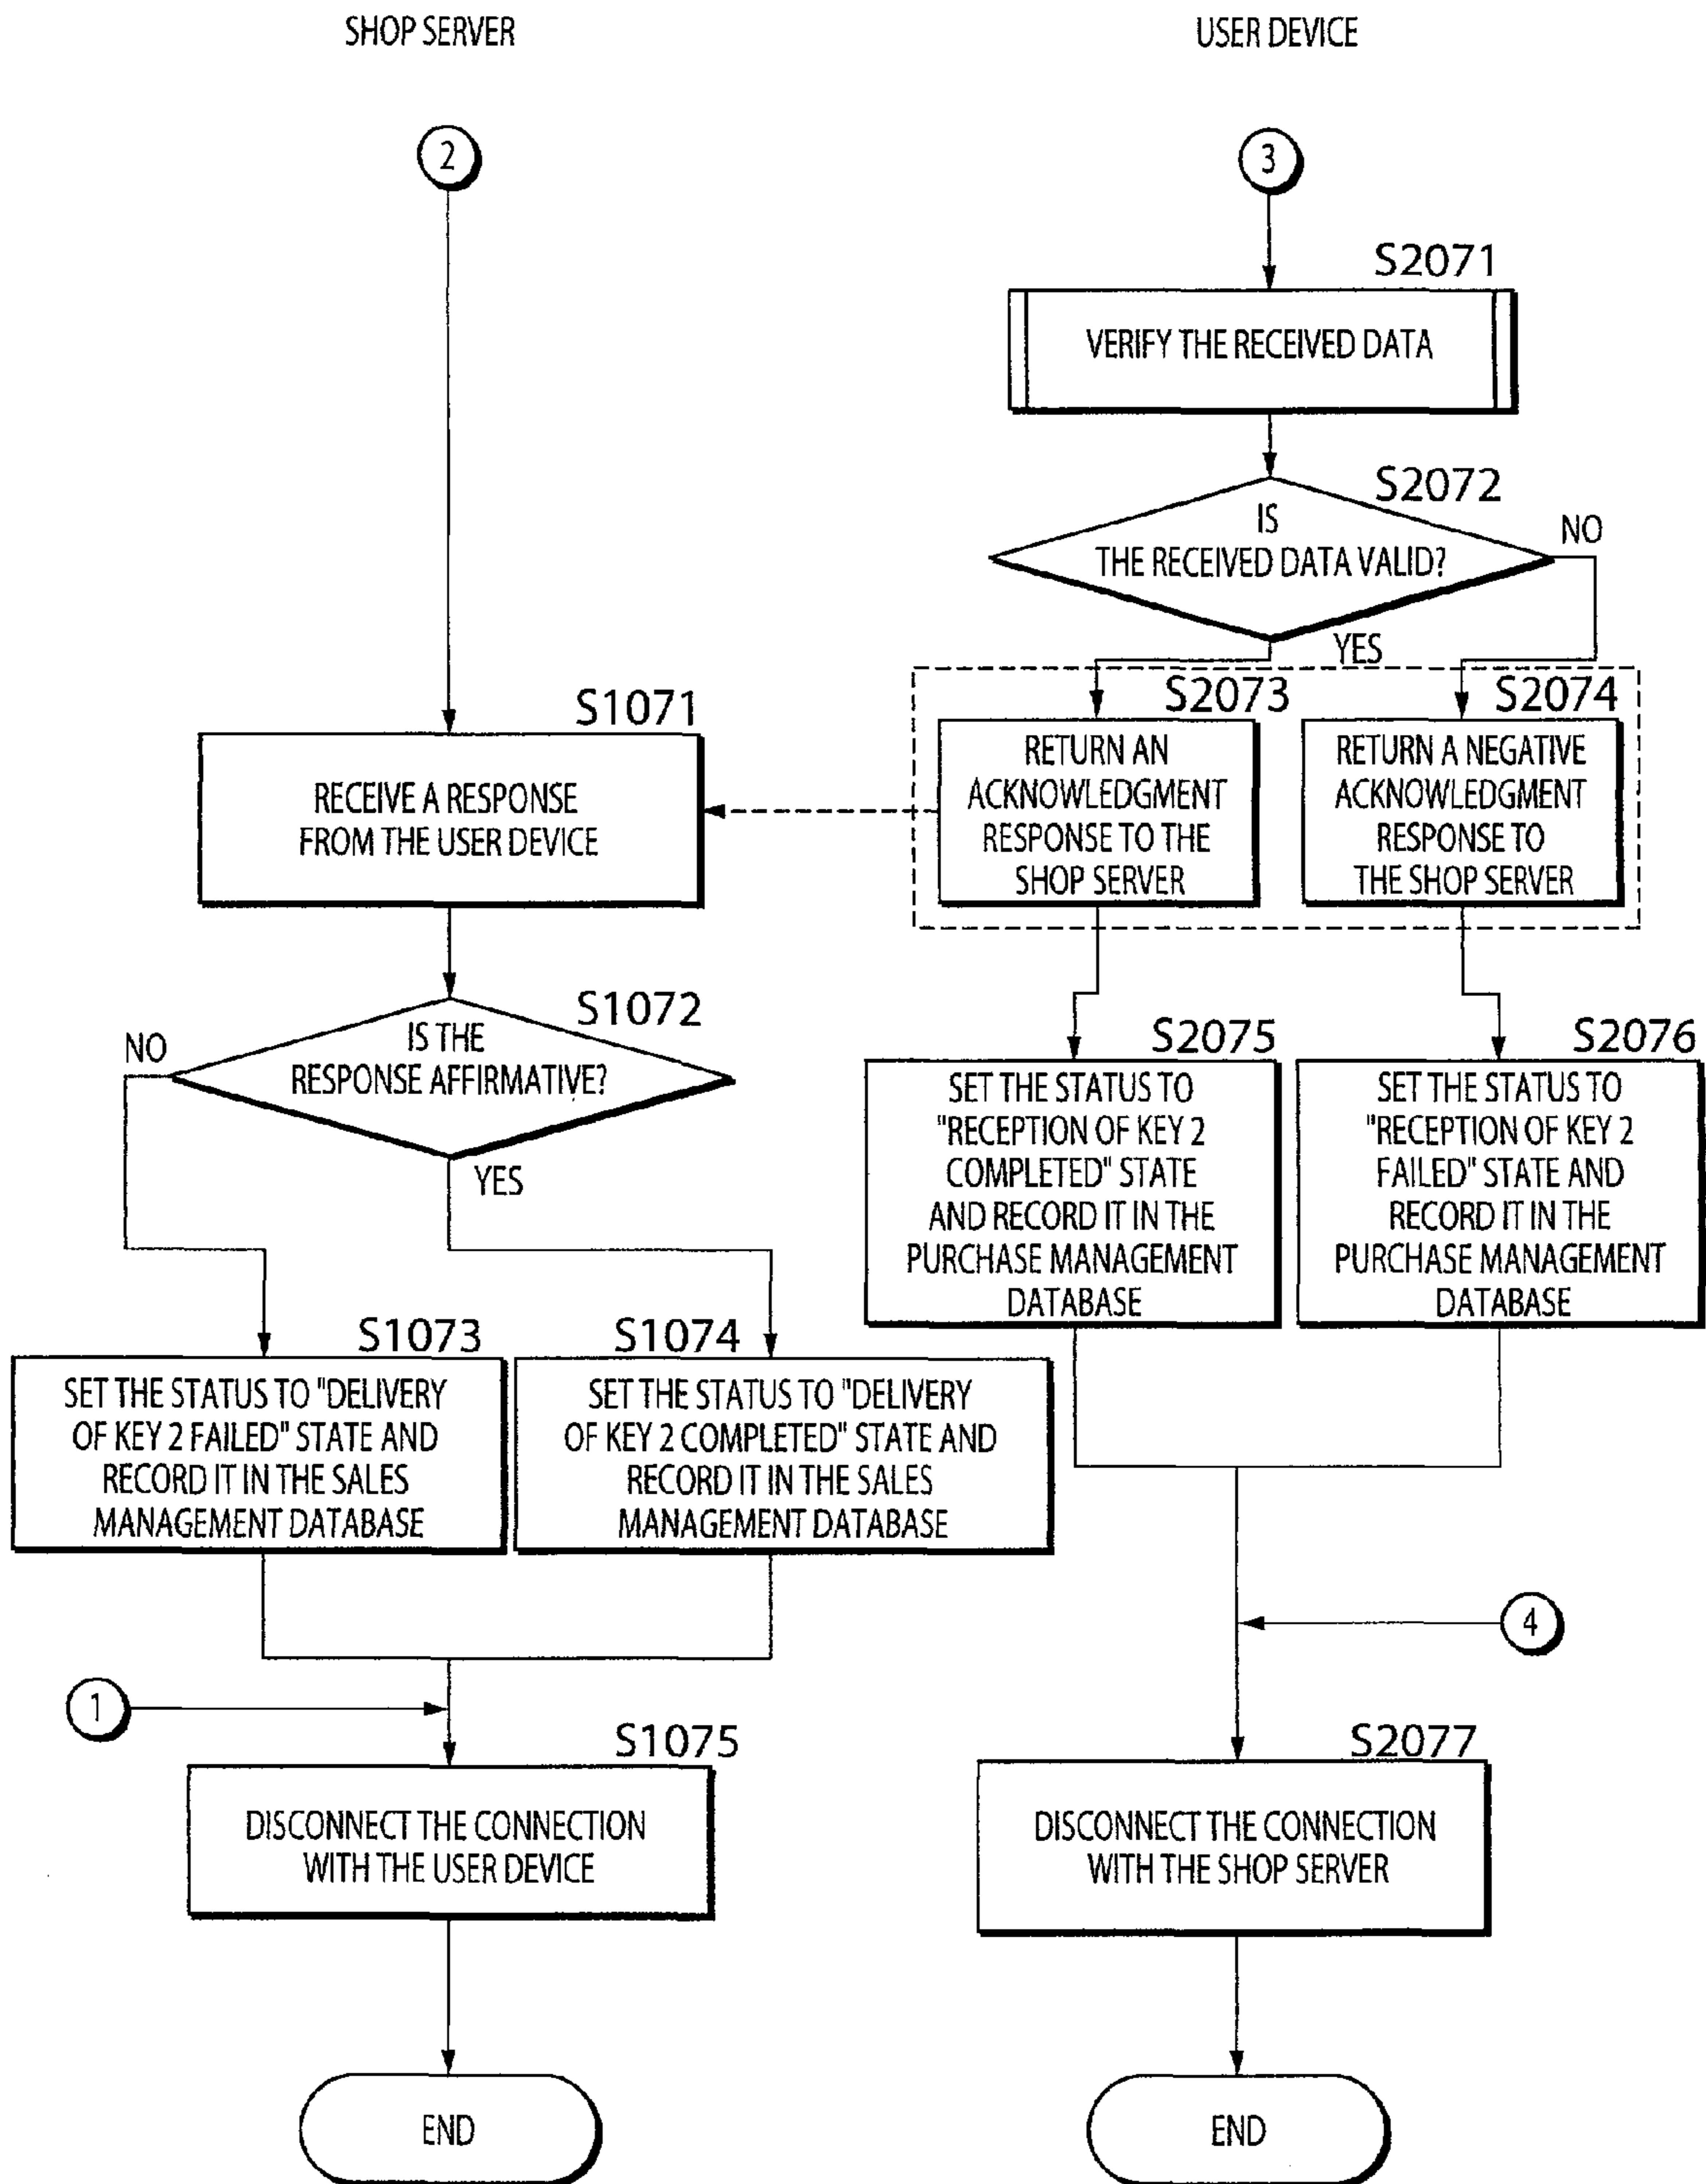 SHOP SERVER
USER DEVICE
2
3
S2071
VERIFY THE RECEIVED DATA
S2072
IS
THE RECEIVED DATA VALID?
NO
YES
S2073
RETURN AN
ACKNOWLEDGMENT
RESPONSE TO THE
SHOP SERVER
S2074
RETURN A NEGATIVE
ACKNOWLEDGMENT
RESPONSE TO
THE SHOP SERVER
S1071
RECEIVE A RESPONSE
FROM THE USER DEVICE
S1072
IS THE
RESPONSE AFFIRMATIVE?
NO
YES
S2075
SET THE STATUS TO
"RECEPTION OF KEY 2
COMPLETED" STATE
AND RECORD IT IN THE
PURCHASE MANAGEMENT
DATABASE
S2076
SET THE STATUS TO
"RECEPTION OF KEY 2
FAILED" STATE AND
RECORD IT IN THE
PURCHASE MANAGEMENT
DATABASE
S1073
SET THE STATUS TO "DELIVERY
OF KEY 2 FAILED" STATE AND
RECORD IT IN THE SALES
MANAGEMENT DATABASE
S1074
SET THE STATUS TO "DELIVERY
OF KEY 2 COMPLETED" STATE AND
RECORD IT IN THE SALES
MANAGEMENT DATABASE
4
1
S1075
DISCONNECT THE CONNECTION
WITH THE USER DEVICE
S2077
DISCONNECT THE CONNECTION
WITH THE SHOP SERVER
END
END